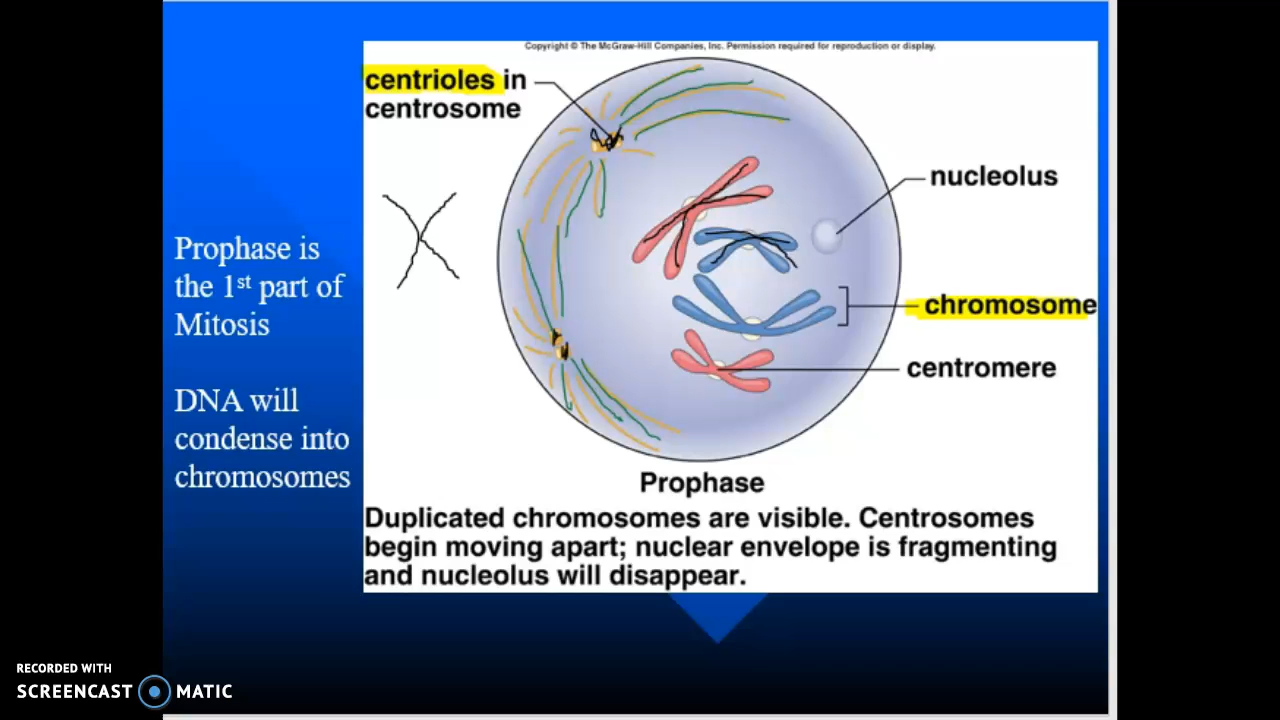 Copyright © The McGraw-Hill Companies, Inc. Permission required for reproduction or display.
centrioles in
centrosome
nucleolus
Prophase is
the 1st part of
Mitosis
chromosome
centromere
DNA will
condense into
chromosomes
Prophase
Duplicated chromosomes are visible. Centrosomes
begin moving apart; nuclear envelope is fragmenting
and nucleolus will disappear.
RECORDED WITH
SCREENCAST MATIC